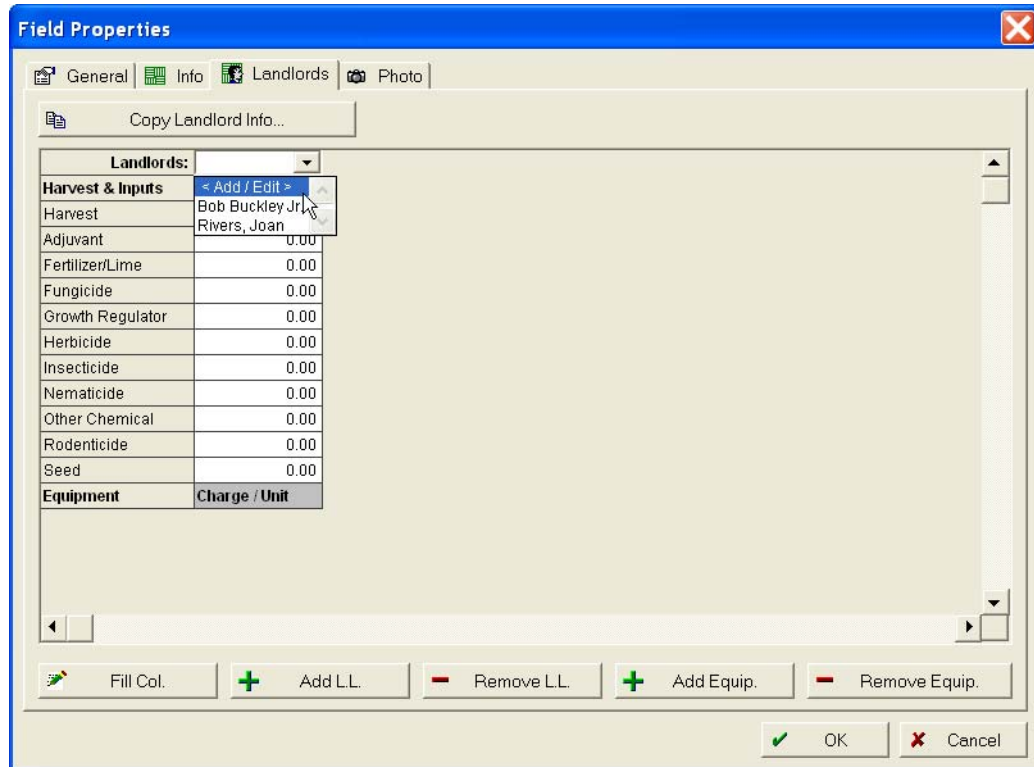 Field Properties
General Info Landlords Photo
Copy Landlord Info...
Landlords:
Harvest & Inputs < Add / Edit >
Bob Buckley Jr.
Harvest
Rivers, Joan
Adjuvant 0.00
Fertilizer/Lime 0.00
Fungicide 0.00
Growth Regulator 0.00
Herbicide 0.00
Insecticide 0.00
Nematicide 0.00
Other Chemical 0.00
Rodenticide 0.00
Seed 0.00
Equipment Charge / Unit
Fill Col. Add L.L. Remove L.L. Add Equip. Remove Equip.
OK Cancel